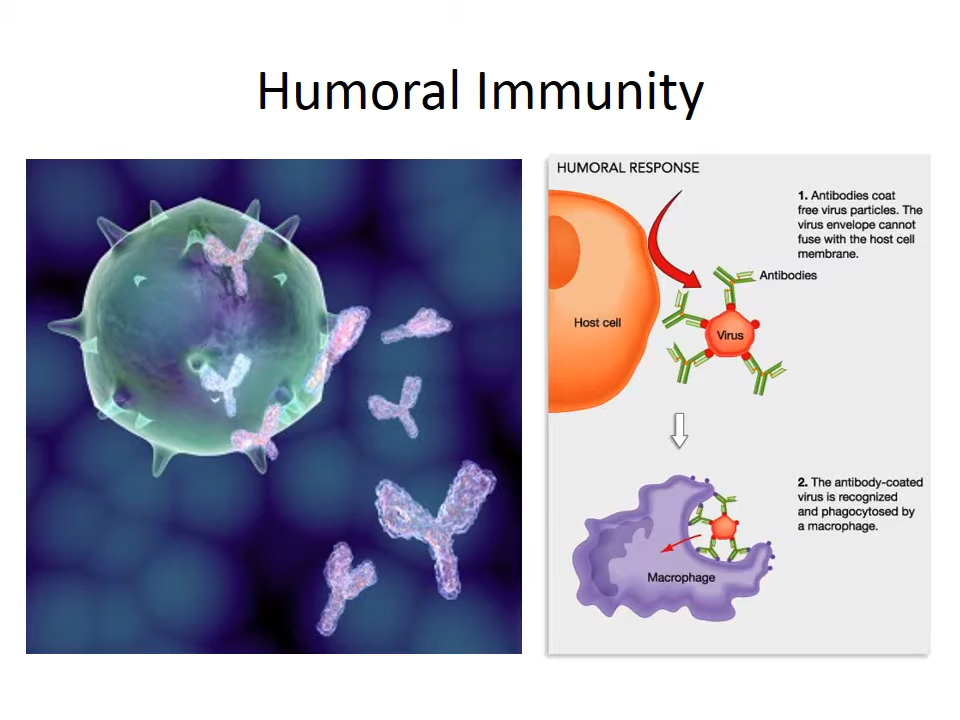 Humoral Immunity
HUMORAL RESPONSE
1. Antibodies coat
free virus particles. The
virus envelope cannot
fuse with the host cell
membrane.
Antibodies
Host cell
Virus
2. The antibody-coated
virus is recognized
and phagocytosed by
a macrophage.
Macrophage